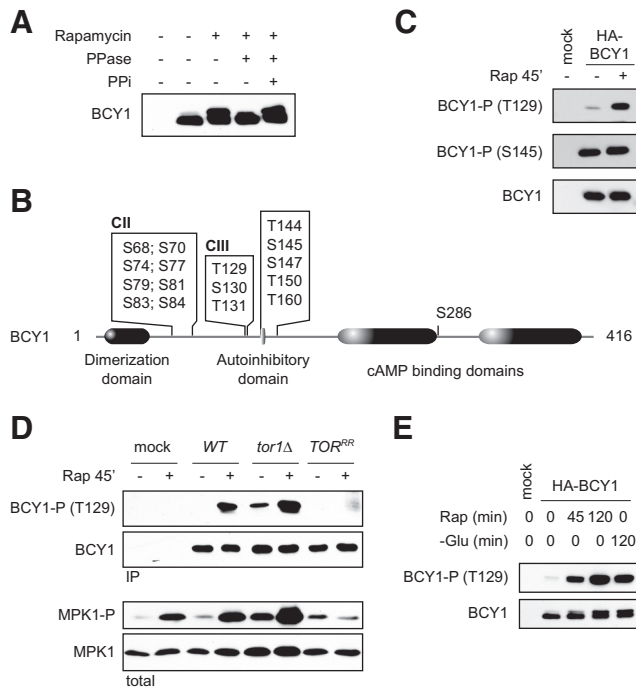 A
Rapamycin - - + + +
PPase - - - + +
PPi - - - - +
BCY1
B
CII
S68; S70
S74; S77
S79; S81
S83; S84
CIII
T129
S130
T131
T144
S145
S147
T150
T160
S286
BCY1 1 416
Dimerization domain
Autoinhibitory domain
cAMP binding domains
C
mock HA-BCY1
Rap 45' - - +
BCY1-P (T129)
BCY1-P (S145)
BCY1
D
mock WT tor1Δ TOR^RR
Rap 45' - + - + - + - +
BCY1-P (T129)
BCY1
IP
MPK1-P
MPK1
total
E
mock HA-BCY1
Rap (min) 0 0 45 120 0
-Glu (min) 0 0 0 0 120
BCY1-P (T129)
BCY1